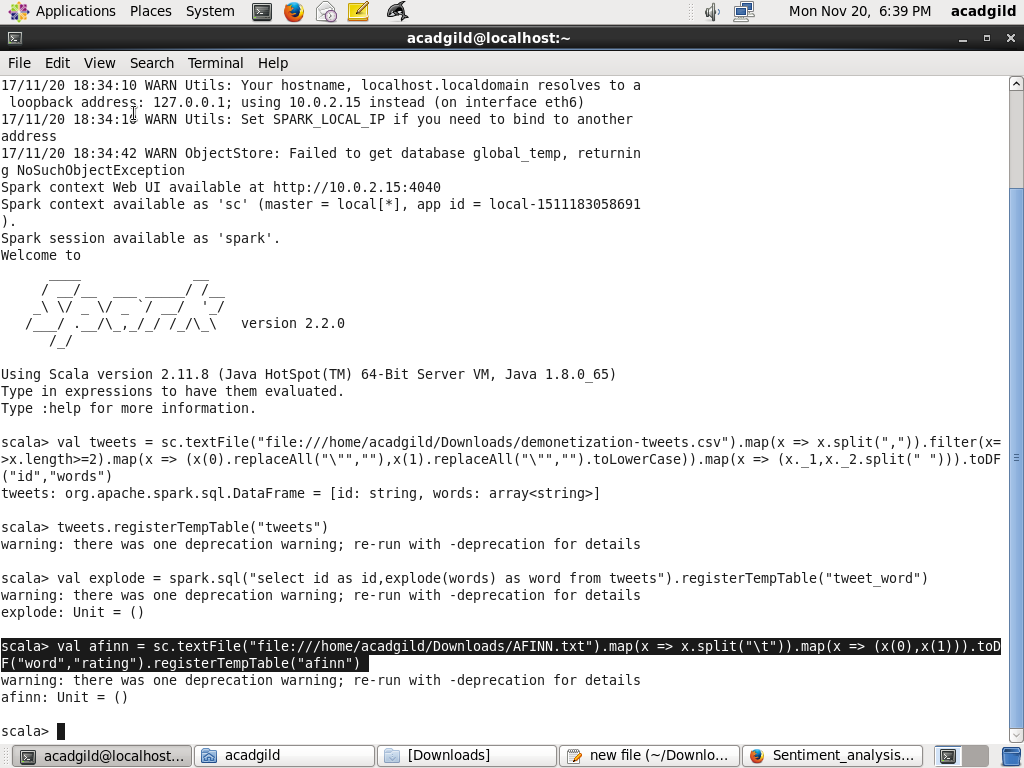 Applications Places System Mon Nov 20, 6:39 PM acadgild
acadgild@localhost:~
File Edit View Search Terminal Help
17/11/20 18:34:10 WARN Utils: Your hostname, localhost.localdomain resolves to a
 loopback address: 127.0.0.1; using 10.0.2.15 instead (on interface eth6)
17/11/20 18:34:10 WARN Utils: Set SPARK_LOCAL_IP if you need to bind to another
address
17/11/20 18:34:42 WARN ObjectStore: Failed to get database global_temp, returnin
g NoSuchObjectException
Spark context Web UI available at http://10.0.2.15:4040
Spark context available as 'sc' (master = local[*], app id = local-1511183058691
).
Spark session available as 'spark'.
Welcome to
version 2.2.0
Using Scala version 2.11.8 (Java HotSpot(TM) 64-Bit Server VM, Java 1.8.0_65)
Type in expressions to have them evaluated.
Type :help for more information.
scala> val tweets = sc.textFile("file:///home/acadgild/Downloads/demonetization-tweets.csv").map(x => x.split(",")).filter(x=
>x.length>=2).map(x => (x(0).replaceAll("\"",""),x(1).replaceAll("\"","").toLowerCase)).map(x => (x._1,x._2.split(" "))).toDF
("id","words")
tweets: org.apache.spark.sql.DataFrame = [id: string, words: array<string>]
scala> tweets.registerTempTable("tweets")
warning: there was one deprecation warning; re-run with -deprecation for details
scala> val explode = spark.sql("select id as id,explode(words) as word from tweets").registerTempTable("tweet_word")
warning: there was one deprecation warning; re-run with -deprecation for details
explode: Unit = ()
scala> val afinn = sc.textFile("file:///home/acadgild/Downloads/AFINN.txt").map(x => x.split("\t")).map(x => (x(0),x(1))).toD
F("word","rating").registerTempTable("afinn")
warning: there was one deprecation warning; re-run with -deprecation for details
afinn: Unit = ()
scala>
acadgild@localhost:... acadgild [Downloads] new file (~/Downlo... Sentiment_analysis...